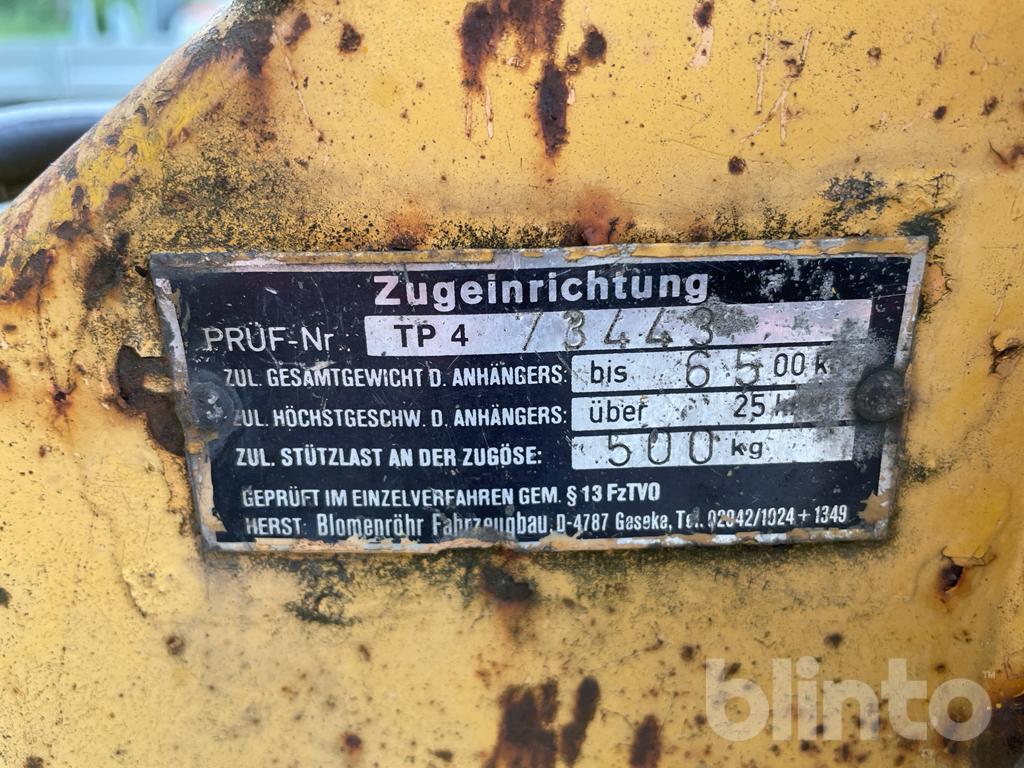 Zugeinrichtung
PRÜF-Nr. TP 4 73443
ZUL. GESAMTGEWICHT D. ANHÄNGERS: bis 6500 k
ZUL. HÖCHSTGESCHW. D. ANHÄNGERS: über 25
ZUL. STÜTZLAST AN DER ZUGÖSE: 500 kg
GEPRÜFT IM EINZELVERFAHREN GEM. § 13 FzTVO
HERST: Blomenröhr Fahrzeugbau, D-4787 Geseke, Tel. 02942/1024 + 1349
blinto™